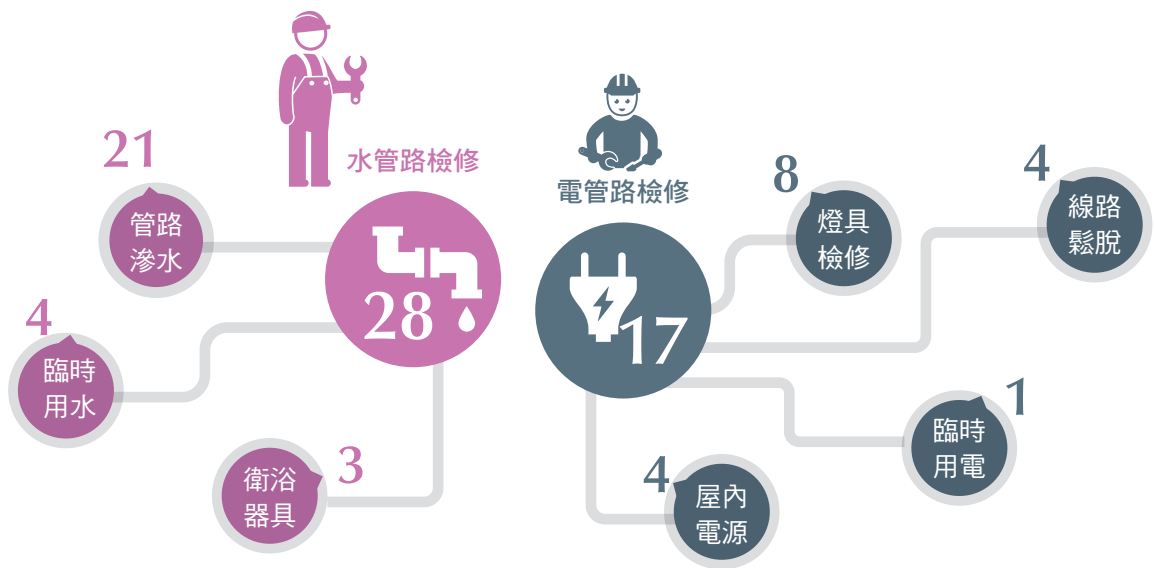 水管路檢修
28
21
管路
滲水
4
臨時
用水
3
衛浴
器具
電管路檢修
17
8
燈具
檢修
4
線路
鬆脫
1
臨時
用電
4
屋內
電源